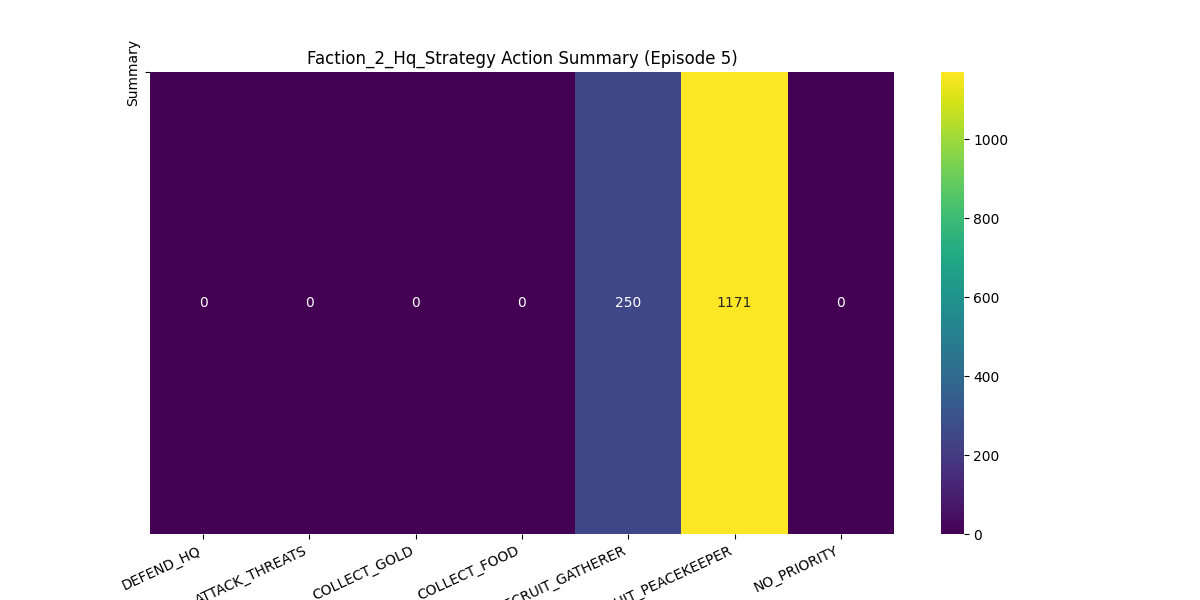 Faction_2_Hq_Strategy Action Summary (Episode 5)
Summary
0 0 0 0 250 1171 0
1000
800
600
400
200
0
DEFEND_HQ
ATTACK_THREATS
COLLECT_GOLD
COLLECT_FOOD
ECRUIT_GATHERER
UIT_PEACEKEEPER
NO_PRIORITY